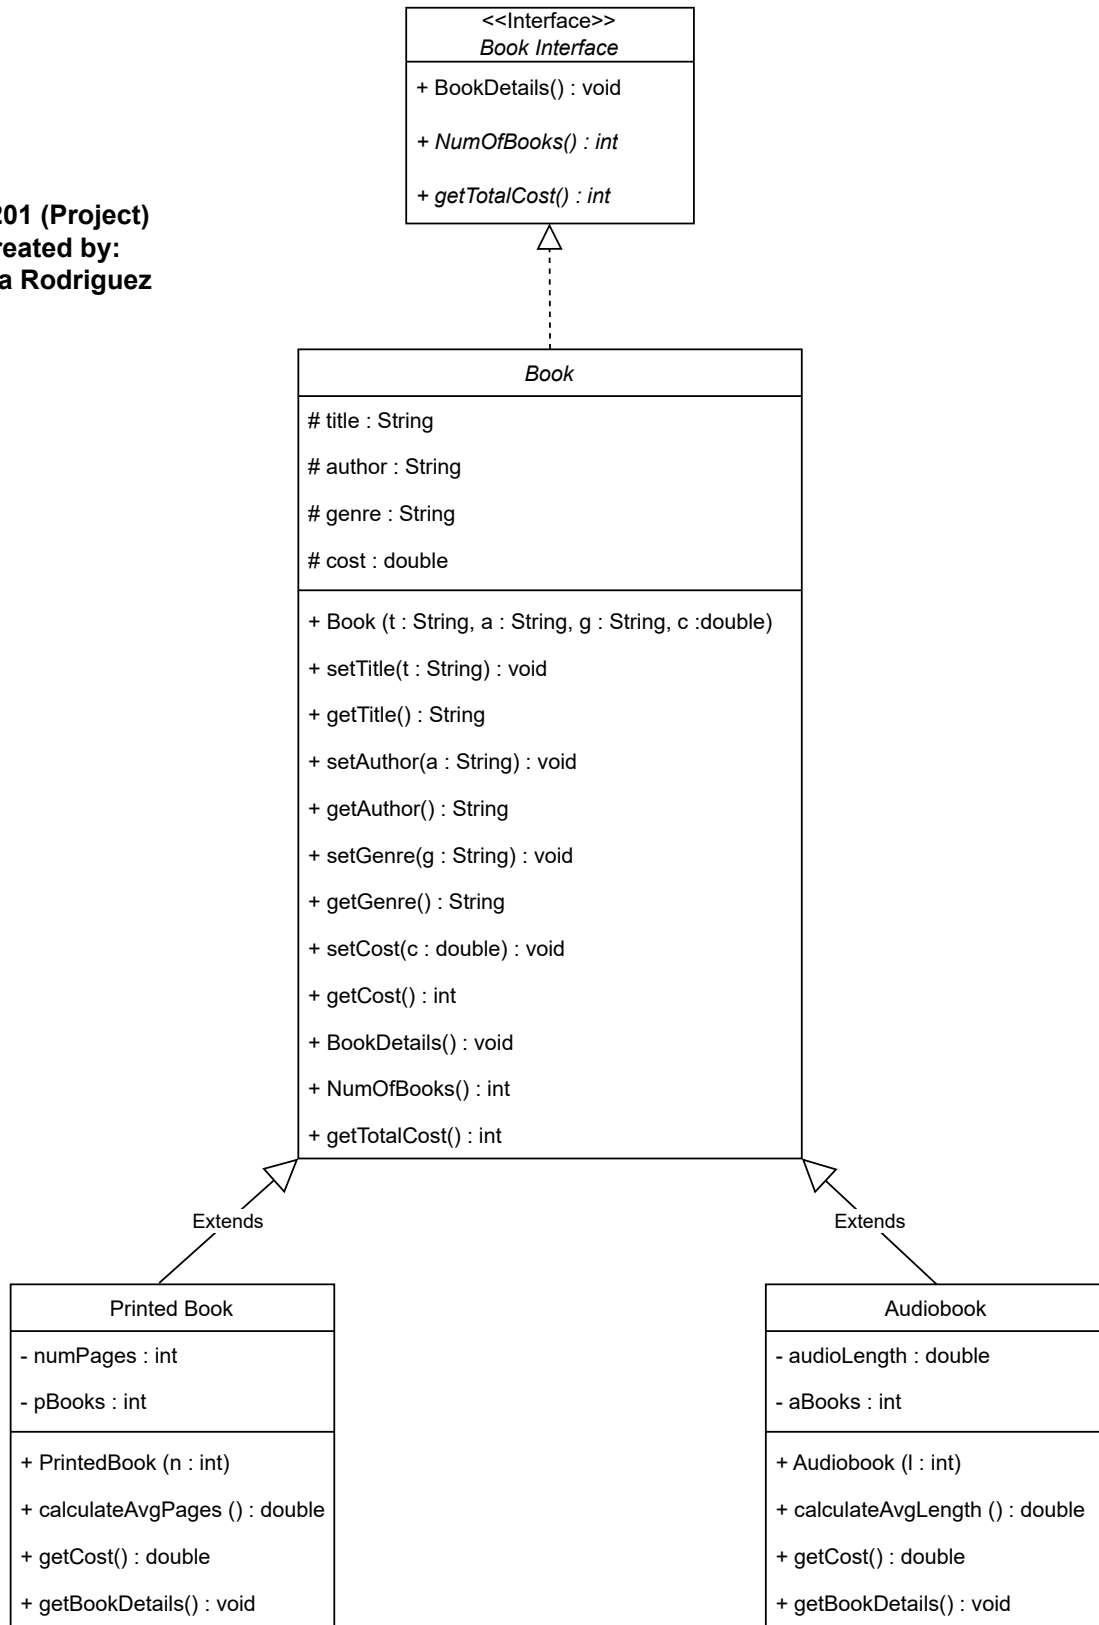 <<Interface>>
Book Interface
+ BookDetails() : void
+ NumOfBooks() : int
+ getTotalCost() : int
201 (Project)
reated by:
a Rodriguez
Book
# title : String
# author : String
# genre : String
# cost : double
+ Book (t : String, a : String, g : String, c :double)
+ setTitle(t : String) : void
+ getTitle() : String
+ setAuthor(a : String) : void
+ getAuthor() : String
+ setGenre(g : String) : void
+ getGenre() : String
+ setCost(c : double) : void
+ getCost() : int
+ BookDetails() : void
+ NumOfBooks() : int
+ getTotalCost() : int
Extends
Extends
Printed Book
- numPages : int
- pBooks : int
+ PrintedBook (n : int)
+ calculateAvgPages () : double
+ getCost() : double
+ getBookDetails() : void
Audiobook
- audioLength : double
- aBooks : int
+ Audiobook (l : int)
+ calculateAvgLength () : double
+ getCost() : double
+ getBookDetails() : void